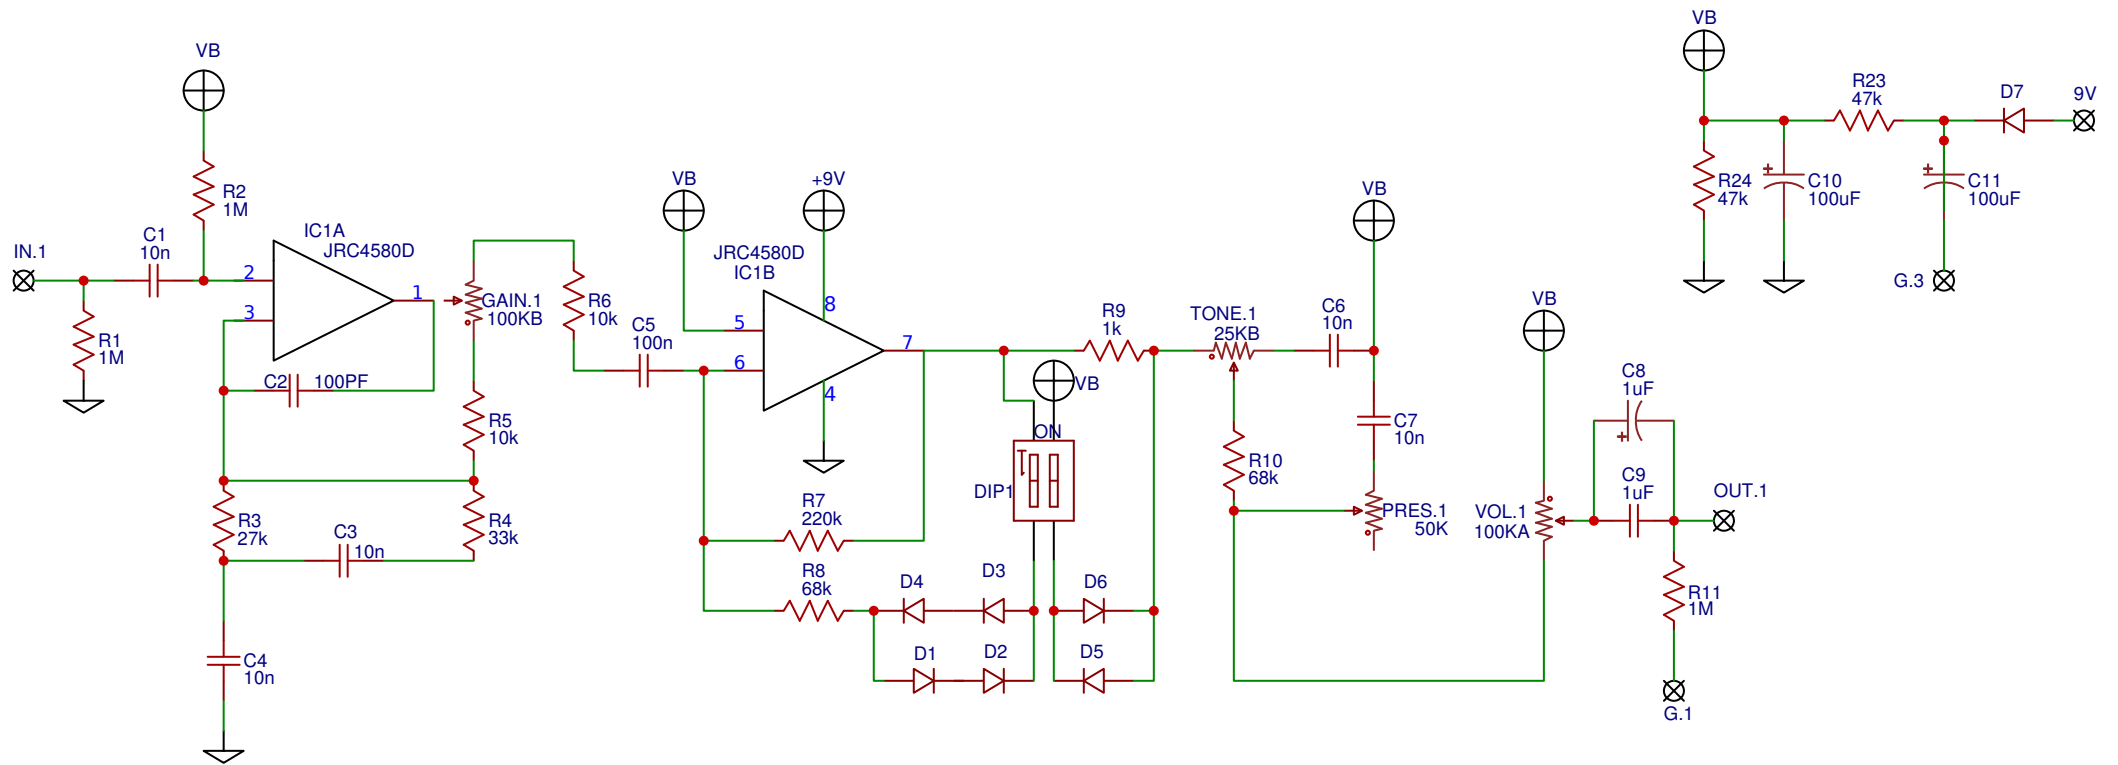 VB
R2
1M
C1
10n
IN.1
R1
1M
IC1A
JRC4580D
2
3
1
C2
100PF
GAIN.1
100KB
R5
10k
R3
27k
C3
10n
R4
33k
C4
10n
R6
10k
C5
100n
VB
+9V
JRC4580D
IC1B
8
5
6
7
4
R7
220k
R8
68k
D4
D3
D1
D2
VB
ON
1
DIP1
D6
D5
R9
1k
TONE.1
25KB
C6
10n
VB
C7
10n
R10
68k
PRES.1
50K
VB
VOL.1
100KA
C8
1uF
+
C9
1uF
OUT.1
R11
1M
G.1
VB
R23
47k
D7
9V
R24
47k
+
C10
100uF
+
C11
100uF
G.3